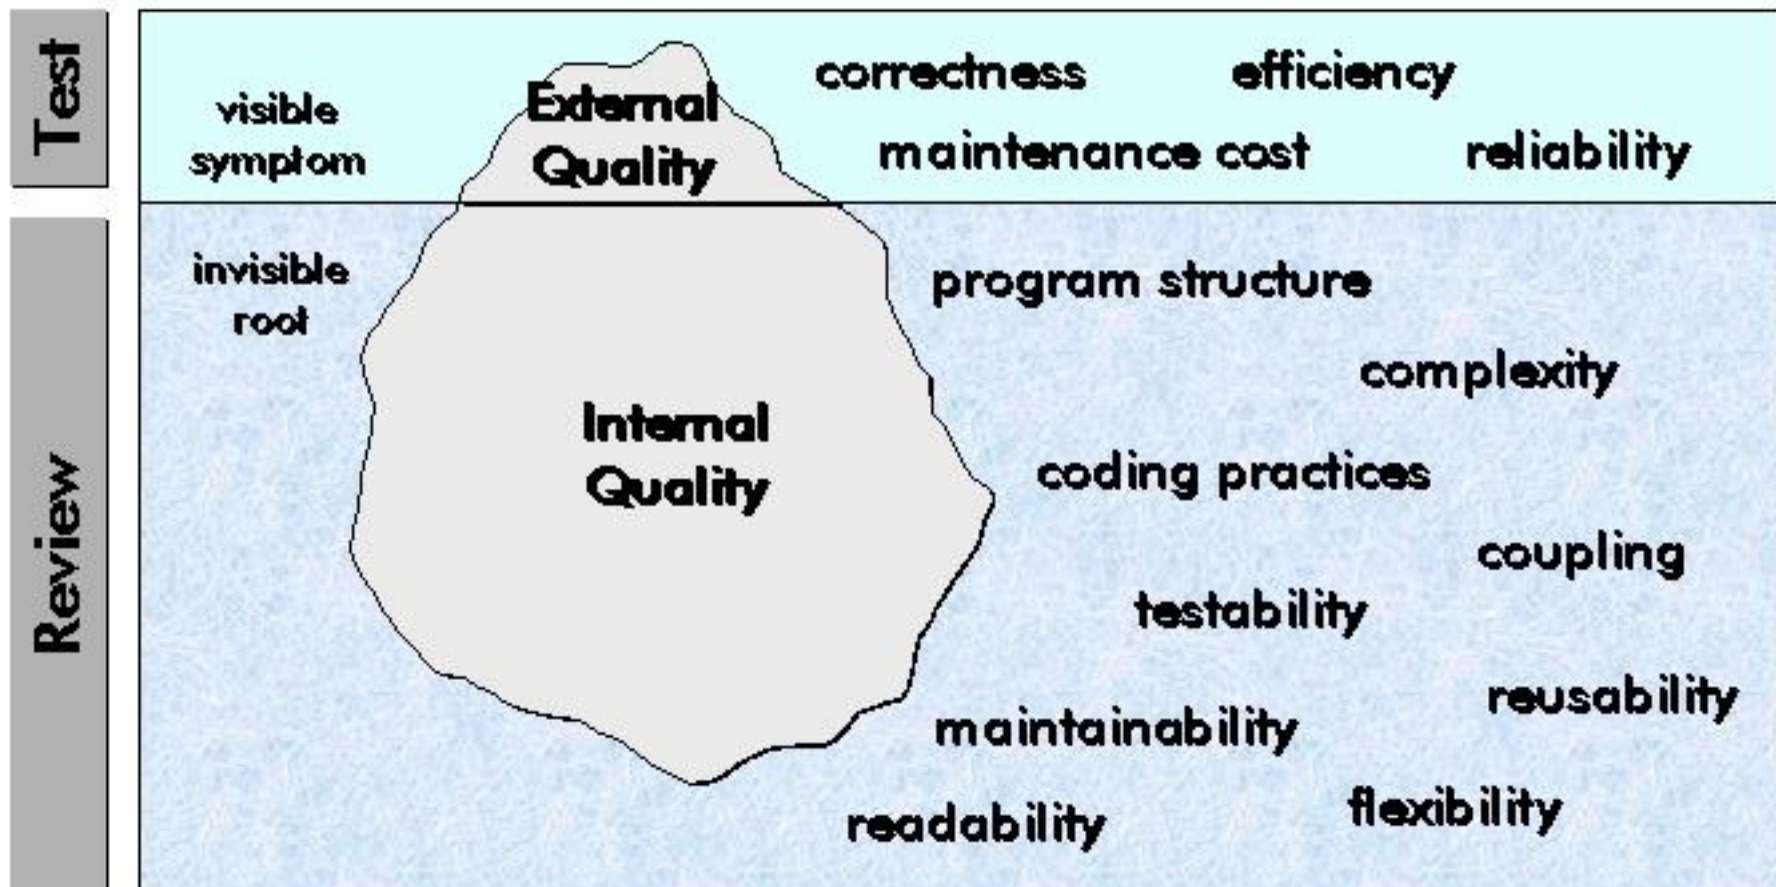 Test
visible
symptom
External
Quality
correctness
efficiency
maintenance cost
reliability
Review
invisible
root
Internal
Quality
program structure
complexity
coding practices
coupling
testability
reusability
maintainability
flexibility
readability